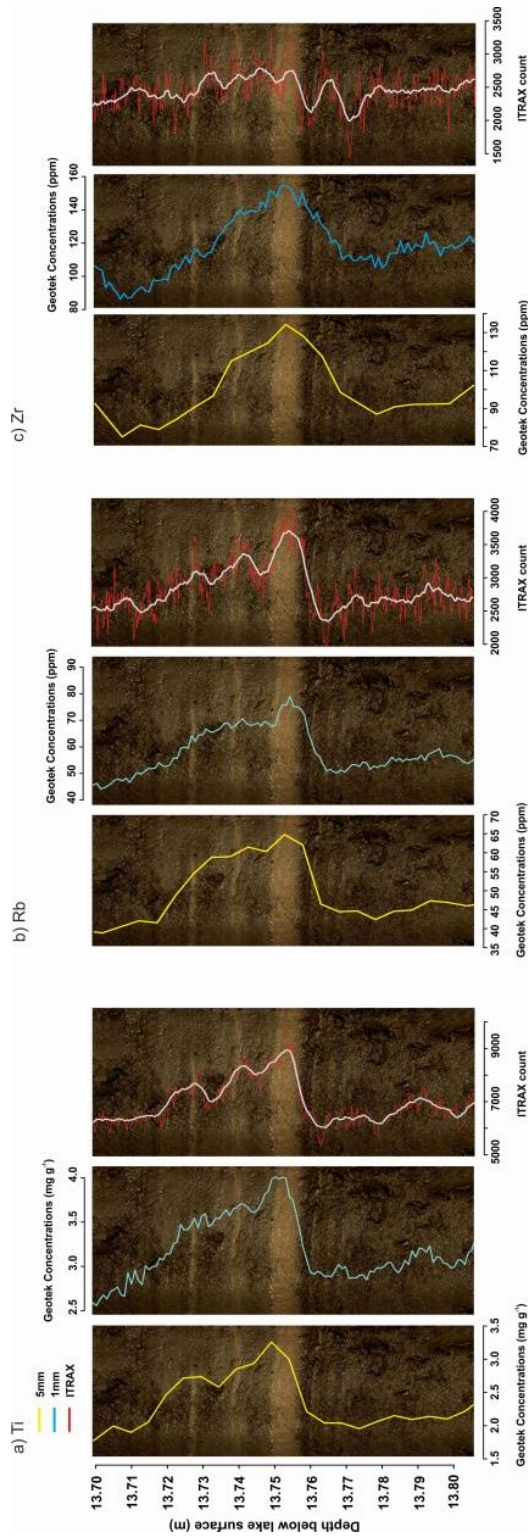 a) Ti
5mm
1mm
ITRAX
Depth below lake surface (m)
13.70
13.71
13.72
13.73
13.74
13.75
13.76
13.77
13.78
13.79
13.80
1.5 2.0 2.5 3.0 3.5
Geotek Concentrations (mg g⁻¹)
Geotek Concentrations (mg g⁻¹)
2.5 3.0 3.5 4.0
5000 7000 9000
ITRAX count
b) Rb
35 40 45 50 55 60 65 70
Geotek Concentrations (ppm)
Geotek Concentrations (ppm)
40 50 60 70 80 90
2000 2500 3000 3500 4000
ITRAX count
c) Zr
70 90 110 130
Geotek Concentrations (ppm)
Geotek Concentrations (ppm)
80 100 120 140 160
1500 2000 2500 3000 3500
ITRAX count